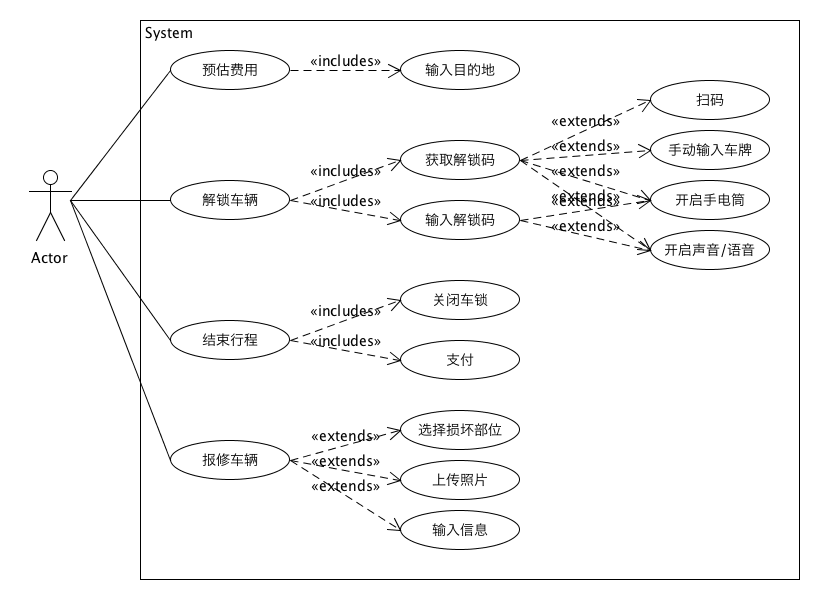 System
预估费用
«includes»
输入目的地
扫码
«extends»
手动输入车牌
«extends»
获取解锁码
«includes»
«extends»
开启手电筒
解锁车辆
«includes»
«extends»
«extends»
输入解锁码
«extends»
开启声音/语音
Actor
关闭车锁
«includes»
结束行程
«includes»
支付
选择损坏部位
«extends»
报修车辆
«extends»
上传照片
«extends»
输入信息